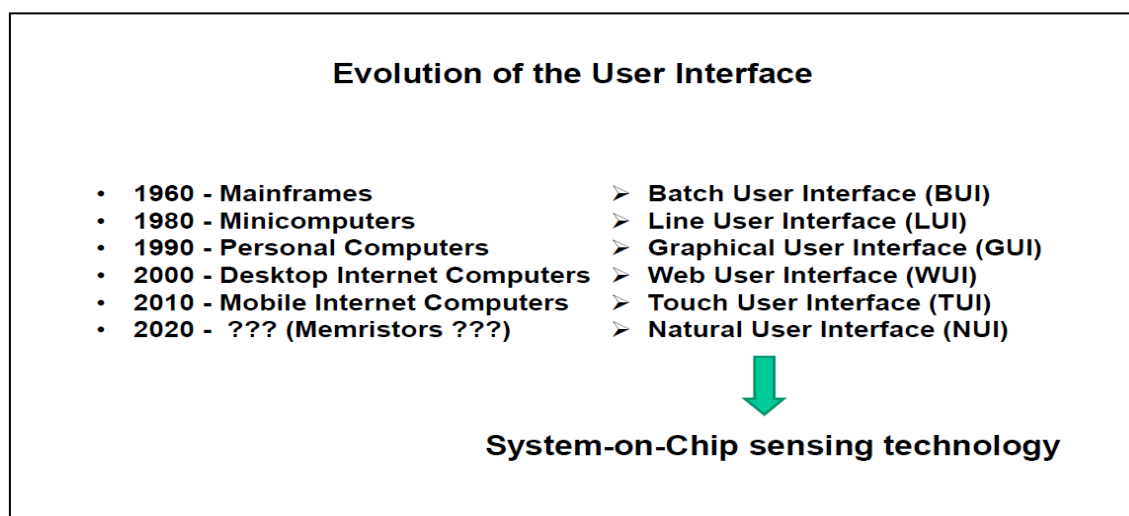 Evolution of the User Interface
• 1960 - Mainframes ➢ Batch User Interface (BUI)
• 1980 - Minicomputers ➢ Line User Interface (LUI)
• 1990 - Personal Computers ➢ Graphical User Interface (GUI)
• 2000 - Desktop Internet Computers ➢ Web User Interface (WUI)
• 2010 - Mobile Internet Computers ➢ Touch User Interface (TUI)
• 2020 - ??? (Memristors ???) ➢ Natural User Interface (NUI)
System-on-Chip sensing technology